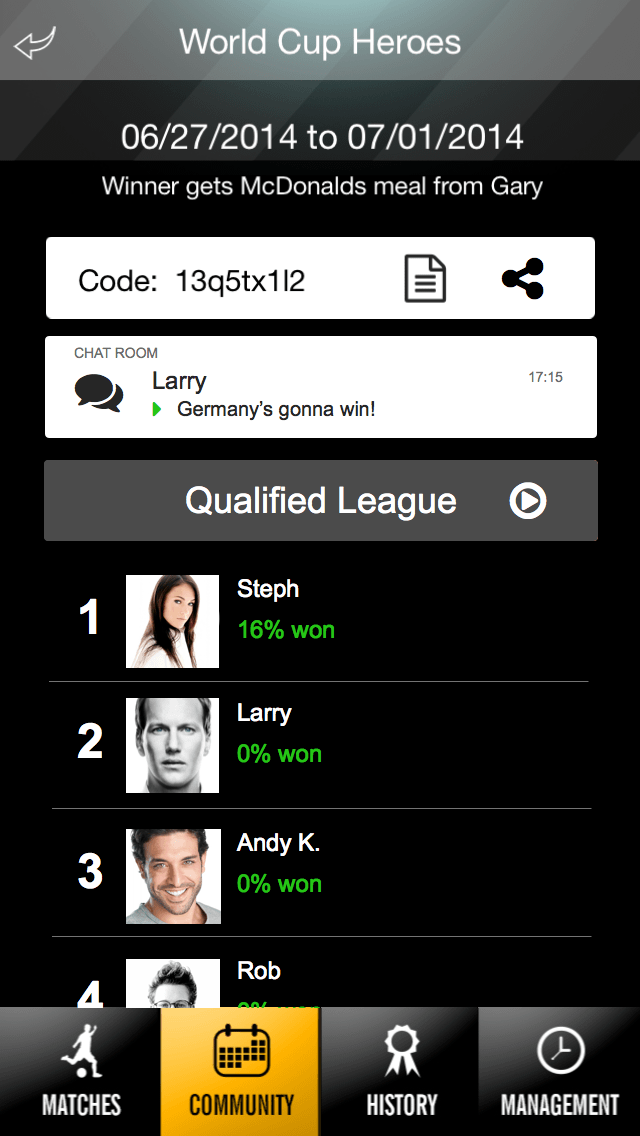 World Cup Heroes
06/27/2014 to 07/01/2014
Winner gets McDonalds meal from Gary
Code: 13q5tx1l2
CHAT ROOM
Larry 17:15
Germany’s gonna win!
Qualified League
1 Steph
16% won
2 Larry
0% won
3 Andy K.
0% won
4 Rob
MATCHES COMMUNITY HISTORY MANAGEMENT